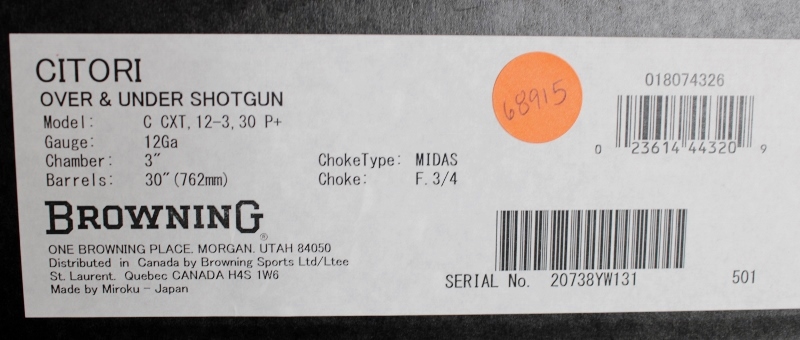 CITORI
OVER & UNDER SHOTGUN
Model: C CXT, 12-3, 30 P+
Gauge: 12Ga
Chamber: 3" ChokeType: MIDAS
Barrels: 30"(762mm) Choke: F.3/4
BROWNING®
ONE BROWNING PLACE. MORGAN. UTAH 84050
Distributed in Canada by Browning Sports Ltd/Ltee
St. Laurent. Quebec CANADA H4S 1W6
Made by Miroku - Japan
68915
018074326
0 23614 44320 9
SERIAL No. 20738YW131 501